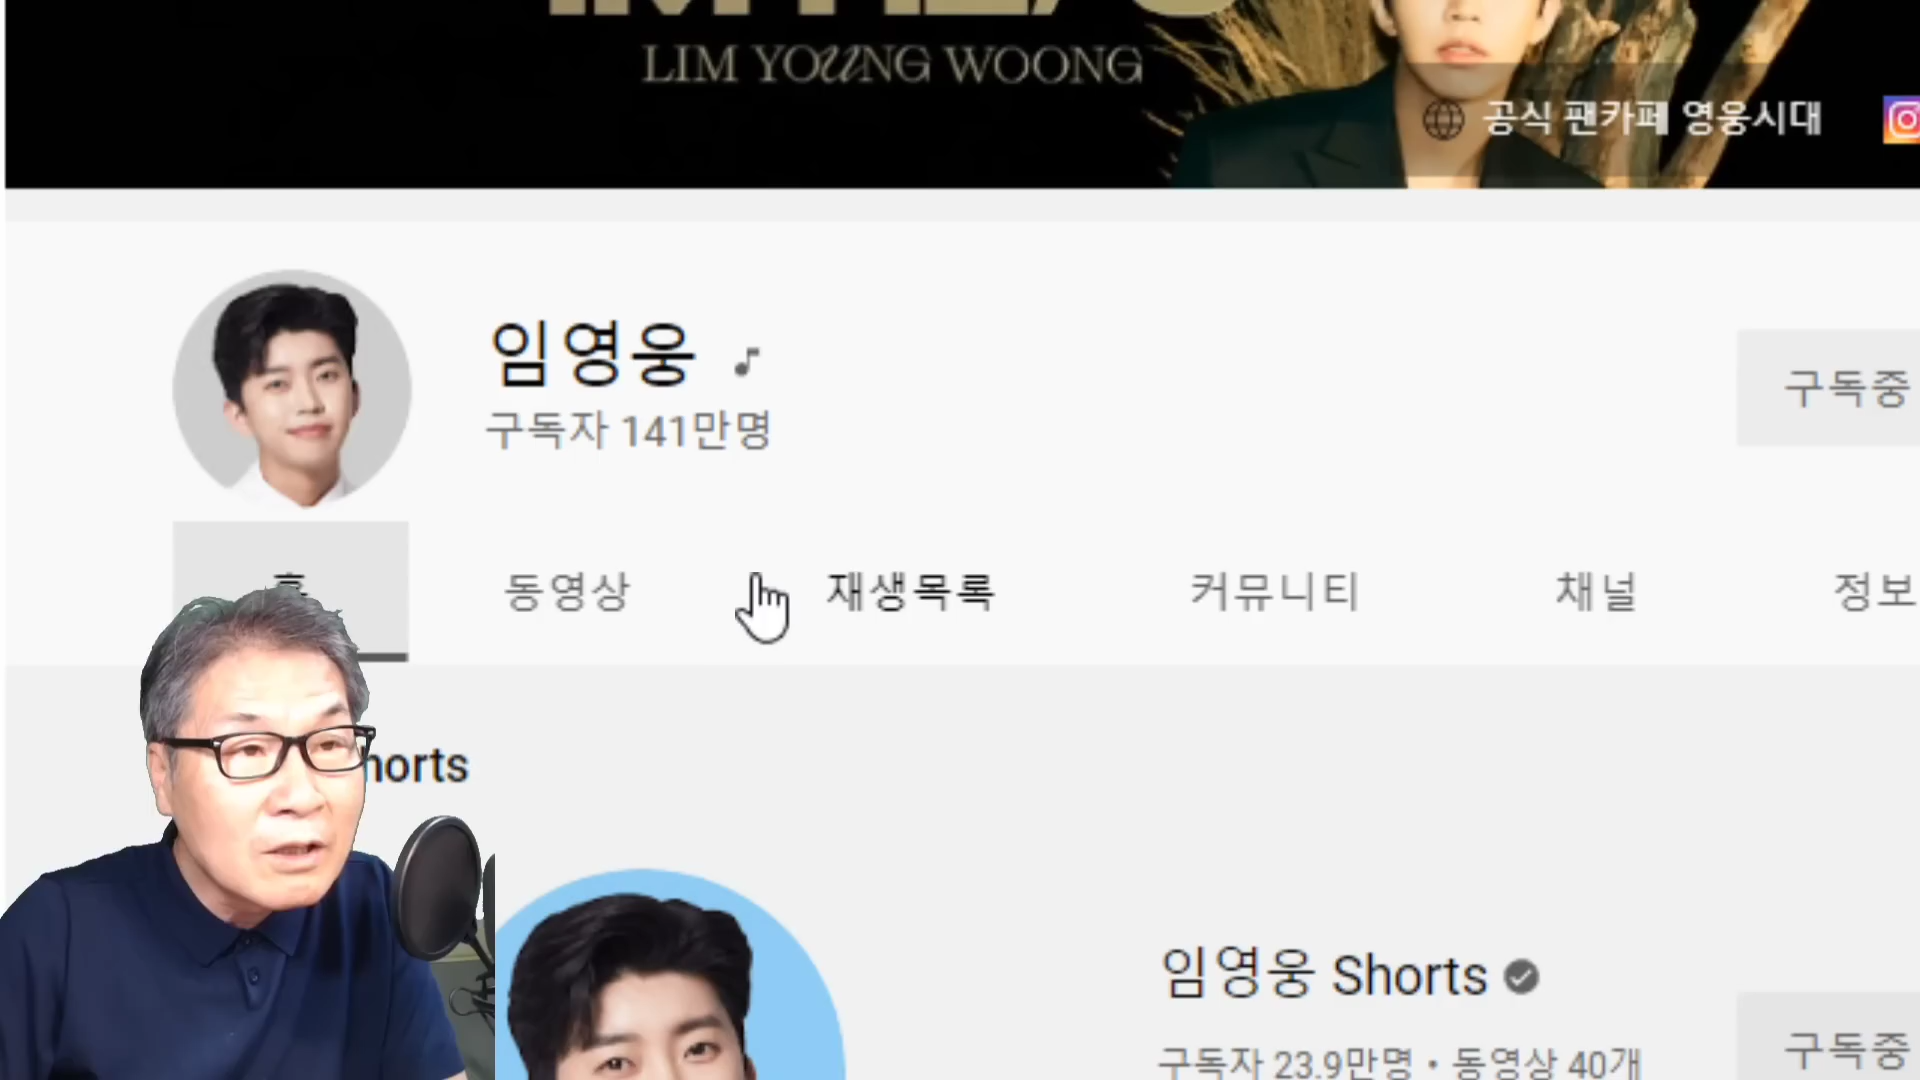 LIM YOUNG WOONG
공식 팬카페 영웅시대
임영웅
구독자 141만명
구독중
동영상
재생목록
커뮤니티
채널
정보
horts
임영웅 Shorts
구독자 23.9만명 • 동영상 40개
구독중